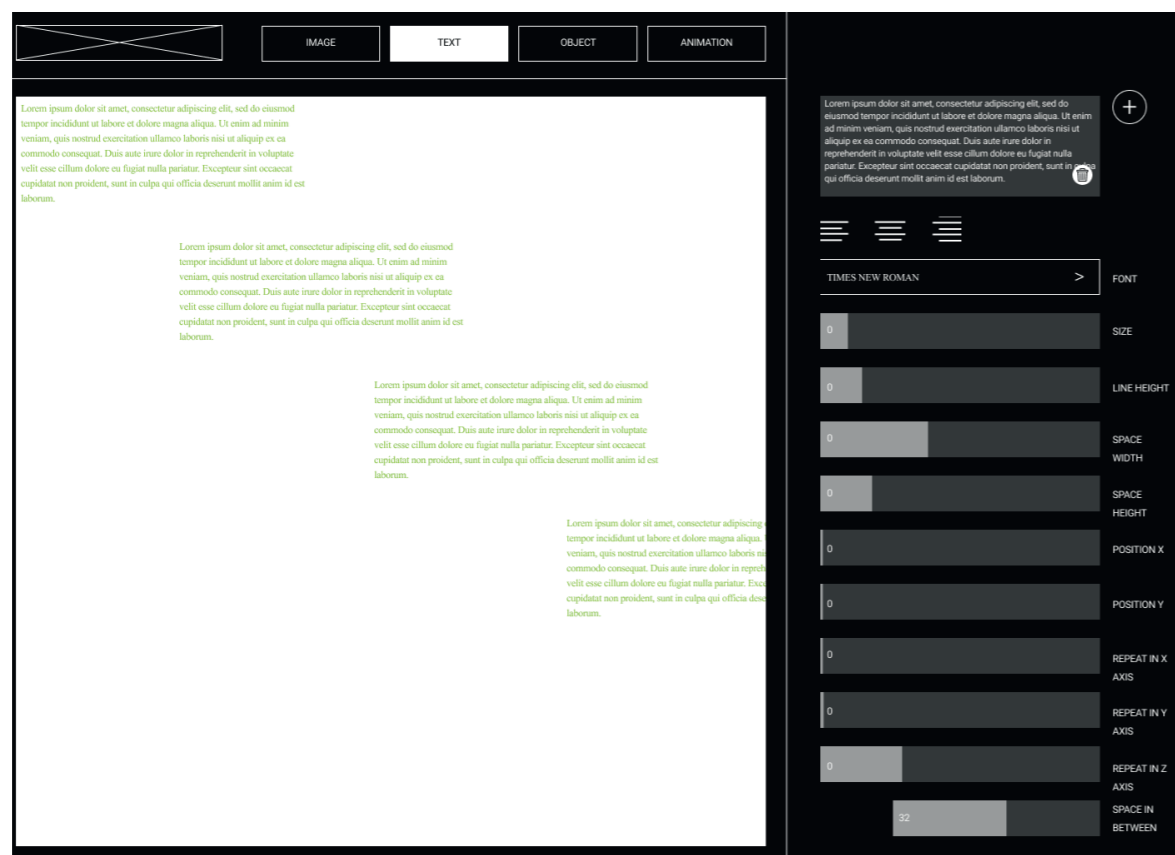 IMAGE
TEXT
OBJECT
ANIMATION
Lorem ipsum dolor sit amet, consectetur adipiscing elit, sed do eiusmod
tempor incididunt ut labore et dolore magna aliqua. Ut enim ad minim
veniam, quis nostrud exercitation ullamco laboris nisi ut aliquip ex ea
commodo consequat. Duis aute irure dolor in reprehenderit in voluptate
velit esse cillum dolore eu fugiat nulla pariatur. Excepteur sint occaecat
cupidatat non proident, sunt in culpa qui officia deserunt mollit anim id est
laborum.
Lorem ipsum dolor sit amet, consectetur adipiscing elit, sed do eiusmod
tempor incididunt ut labore et dolore magna aliqua. Ut enim ad minim
veniam, quis nostrud exercitation ullamco laboris nisi ut aliquip ex ea
commodo consequat. Duis aute irure dolor in reprehenderit in voluptate
velit esse cillum dolore eu fugiat nulla pariatur. Excepteur sint occaecat
cupidatat non proident, sunt in culpa qui officia deserunt mollit anim id est
laborum.
Lorem ipsum dolor sit amet, consectetur adipiscing elit, sed do eiusmod
tempor incididunt ut labore et dolore magna aliqua. Ut enim ad minim
veniam, quis nostrud exercitation ullamco laboris nisi ut aliquip ex ea
commodo consequat. Duis aute irure dolor in reprehenderit in voluptate
velit esse cillum dolore eu fugiat nulla pariatur. Excepteur sint occaecat
cupidatat non proident, sunt in culpa qui officia deserunt mollit anim id est
laborum.
Lorem ipsum dolor sit amet, consectetur adipiscing
tempor incididunt ut labore et dolore magna aliqua.
veniam, quis nostrud exercitation ullamco laboris
commodo consequat. Duis aute irure dolor in
velit esse cillum dolore eu fugiat nulla pariatur.
cupidatat non proident, sunt in culpa qui officia
laborum.
Lorem ipsum dolor sit amet, consectetur adipiscing elit, sed do
eiusmod tempor incididunt ut labore et dolore magna aliqua. Ut enim
ad minim veniam, quis nostrud exercitation ullamco laboris nisi ut
aliquip ex ea commodo consequat. Duis aute irure dolor in
reprehenderit in voluptate velit esse cillum dolore eu fugiat nulla
pariatur. Excepteur sint occaecat cupidatat non proident, sunt in culpa
qui officia deserunt mollit anim id est laborum.
TIMES NEW ROMAN >
FONT
0
SIZE
0
LINE HEIGHT
0
SPACE
WIDTH
0
SPACE
HEIGHT
0
POSITION X
0
POSITION Y
0
REPEAT IN X
AXIS
0
REPEAT IN Y
AXIS
0
REPEAT IN Z
AXIS
32
SPACE IN
BETWEEN